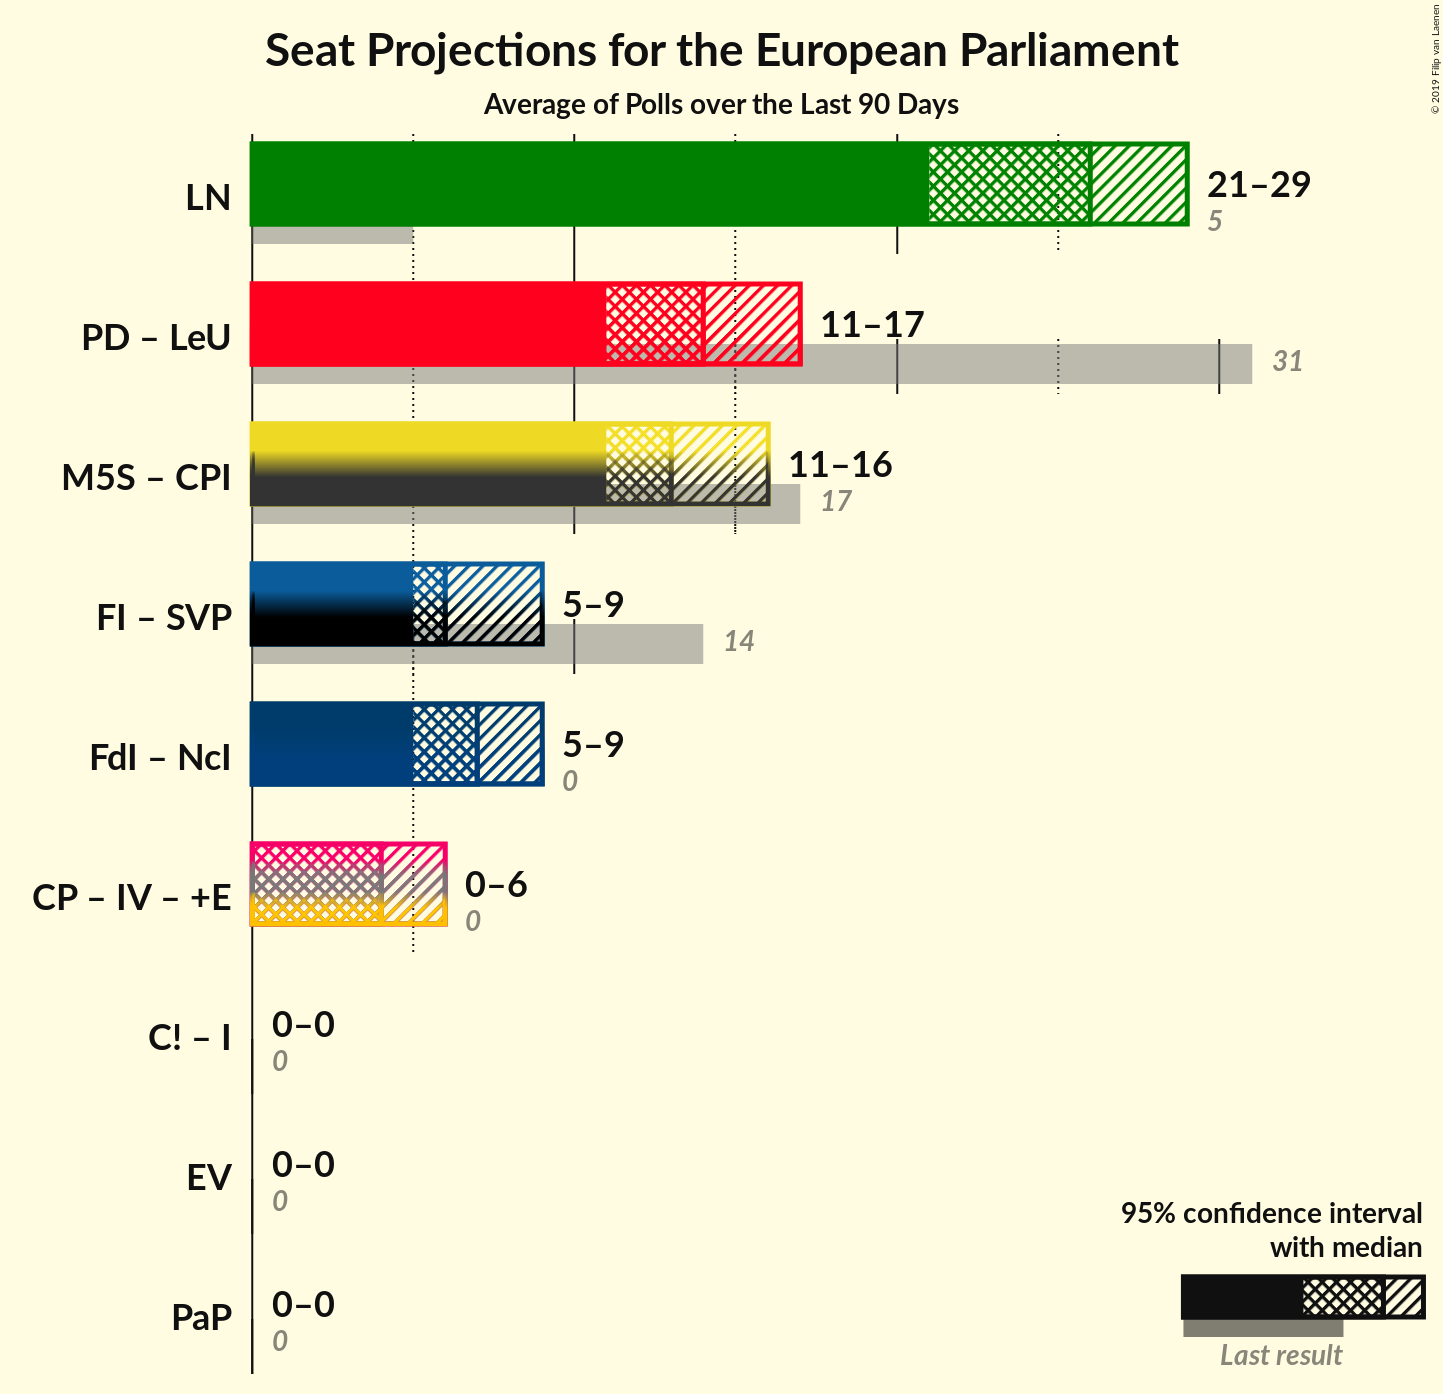 Seat Projections for the European Parliament
Average of Polls over the Last 90 Days
© 2019 Filip van Laenen
LN
21–29
5
PD – LeU
11–17
31
M5S – CPI
11–16
17
FI – SVP
5–9
14
FdI – NcI
5–9
0
CP – IV – +E
0–6
0
C! – I
0–0
0
EV
0–0
0
PaP
0–0
0
95% confidence interval
with median
Last result